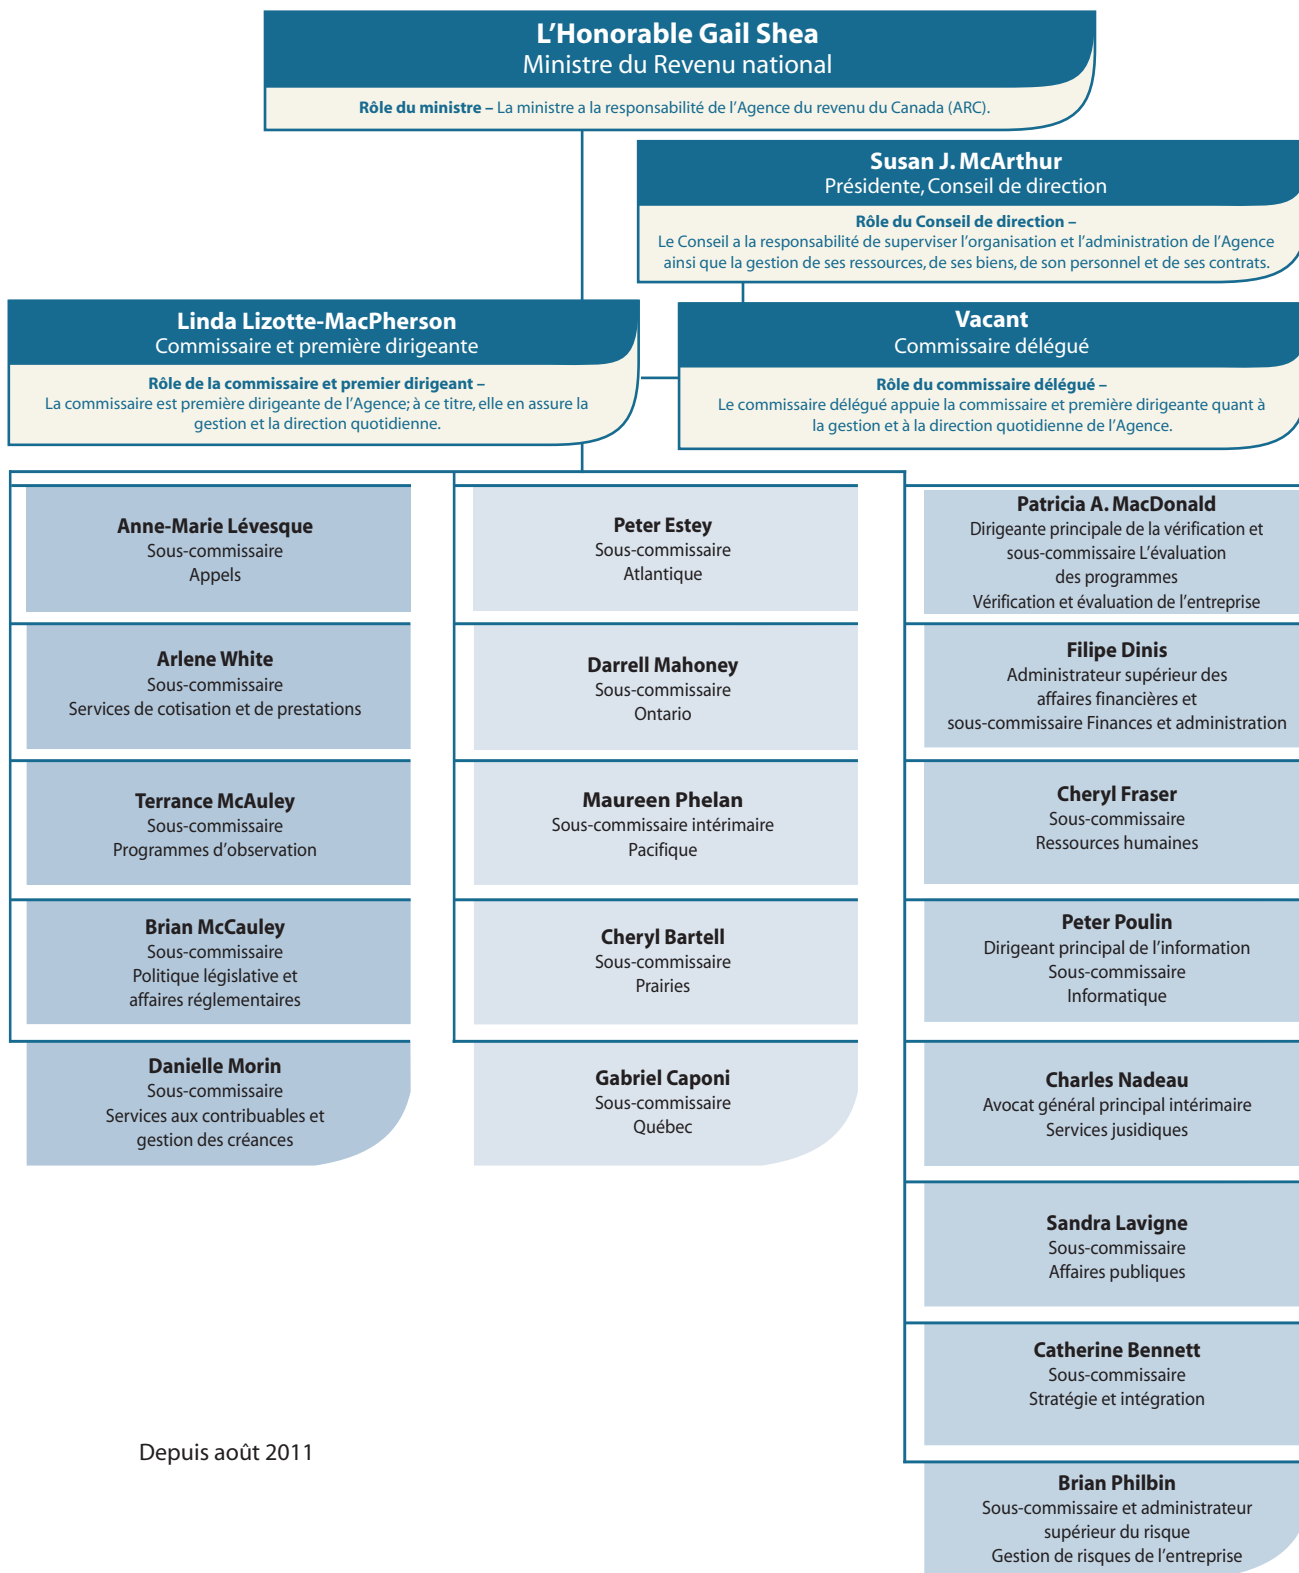 L’Honorable Gail Shea
Ministre du Revenu national
Rôle du ministre – La ministre a la responsabilité de l’Agence du revenu du Canada (ARC).
Susan J. McArthur
Présidente, Conseil de direction
Rôle du Conseil de direction –
Le Conseil a la responsabilité de superviser l’organisation et l’administration de l’Agence
ainsi que la gestion de ses ressources, de ses biens, de son personnel et de ses contrats.
Linda Lizotte-MacPherson
Commissaire et première dirigeante
Rôle de la commissaire et premier dirigeant –
La commissaire est première dirigeante de l’Agence; à ce titre, elle en assure la
gestion et la direction quotidienne.
Vacant
Commissaire délégué
Rôle du commissaire délégué –
Le commissaire délégué appuie la commissaire et première dirigeante quant à
la gestion et à la direction quotidienne de l’Agence.
Anne-Marie Lévesque
Sous-commissaire
Appels
Arlene White
Sous-commissaire
Services de cotisation et de prestations
Terrance McAuley
Sous-commissaire
Programmes d’observation
Brian McCauley
Sous-commissaire
Politique législative et
affaires réglementaires
Danielle Morin
Sous-commissaire
Services aux contribuables et
gestion des créances
Peter Estey
Sous-commissaire
Atlantique
Darrell Mahoney
Sous-commissaire
Ontario
Maureen Phelan
Sous-commissaire intérimaire
Pacifique
Cheryl Bartell
Sous-commissaire
Prairies
Gabriel Caponi
Sous-commissaire
Québec
Patricia A. MacDonald
Dirigeante principale de la vérification et
sous-commissaire L’évaluation
des programmes
Vérification et évaluation de l’entreprise
Filipe Dinis
Administrateur supérieur des
affaires financières et
sous-commissaire Finances et administration
Cheryl Fraser
Sous-commissaire
Ressources humaines
Peter Poulin
Dirigeant principal de l’information
Sous-commissaire
Informatique
Charles Nadeau
Avocat général principal intérimaire
Services jusidiques
Sandra Lavigne
Sous-commissaire
Affaires publiques
Catherine Bennett
Sous-commissaire
Stratégie et intégration
Brian Philbin
Sous-commissaire et administrateur
supérieur du risque
Gestion de risques de l’entreprise
Depuis août 2011